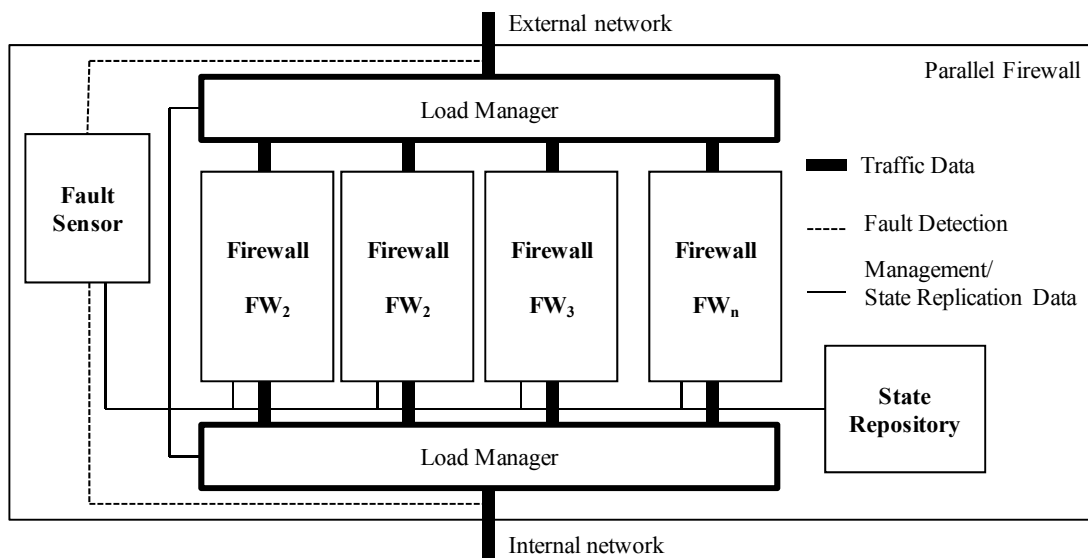 External network
Parallel Firewall
Load Manager
Fault
Sensor
Firewall
FW₂
Firewall
FW₂
Firewall
FW₃
Firewall
FWₙ
Traffic Data
Fault Detection
Management/
State Replication Data
State
Repository
Load Manager
Internal network